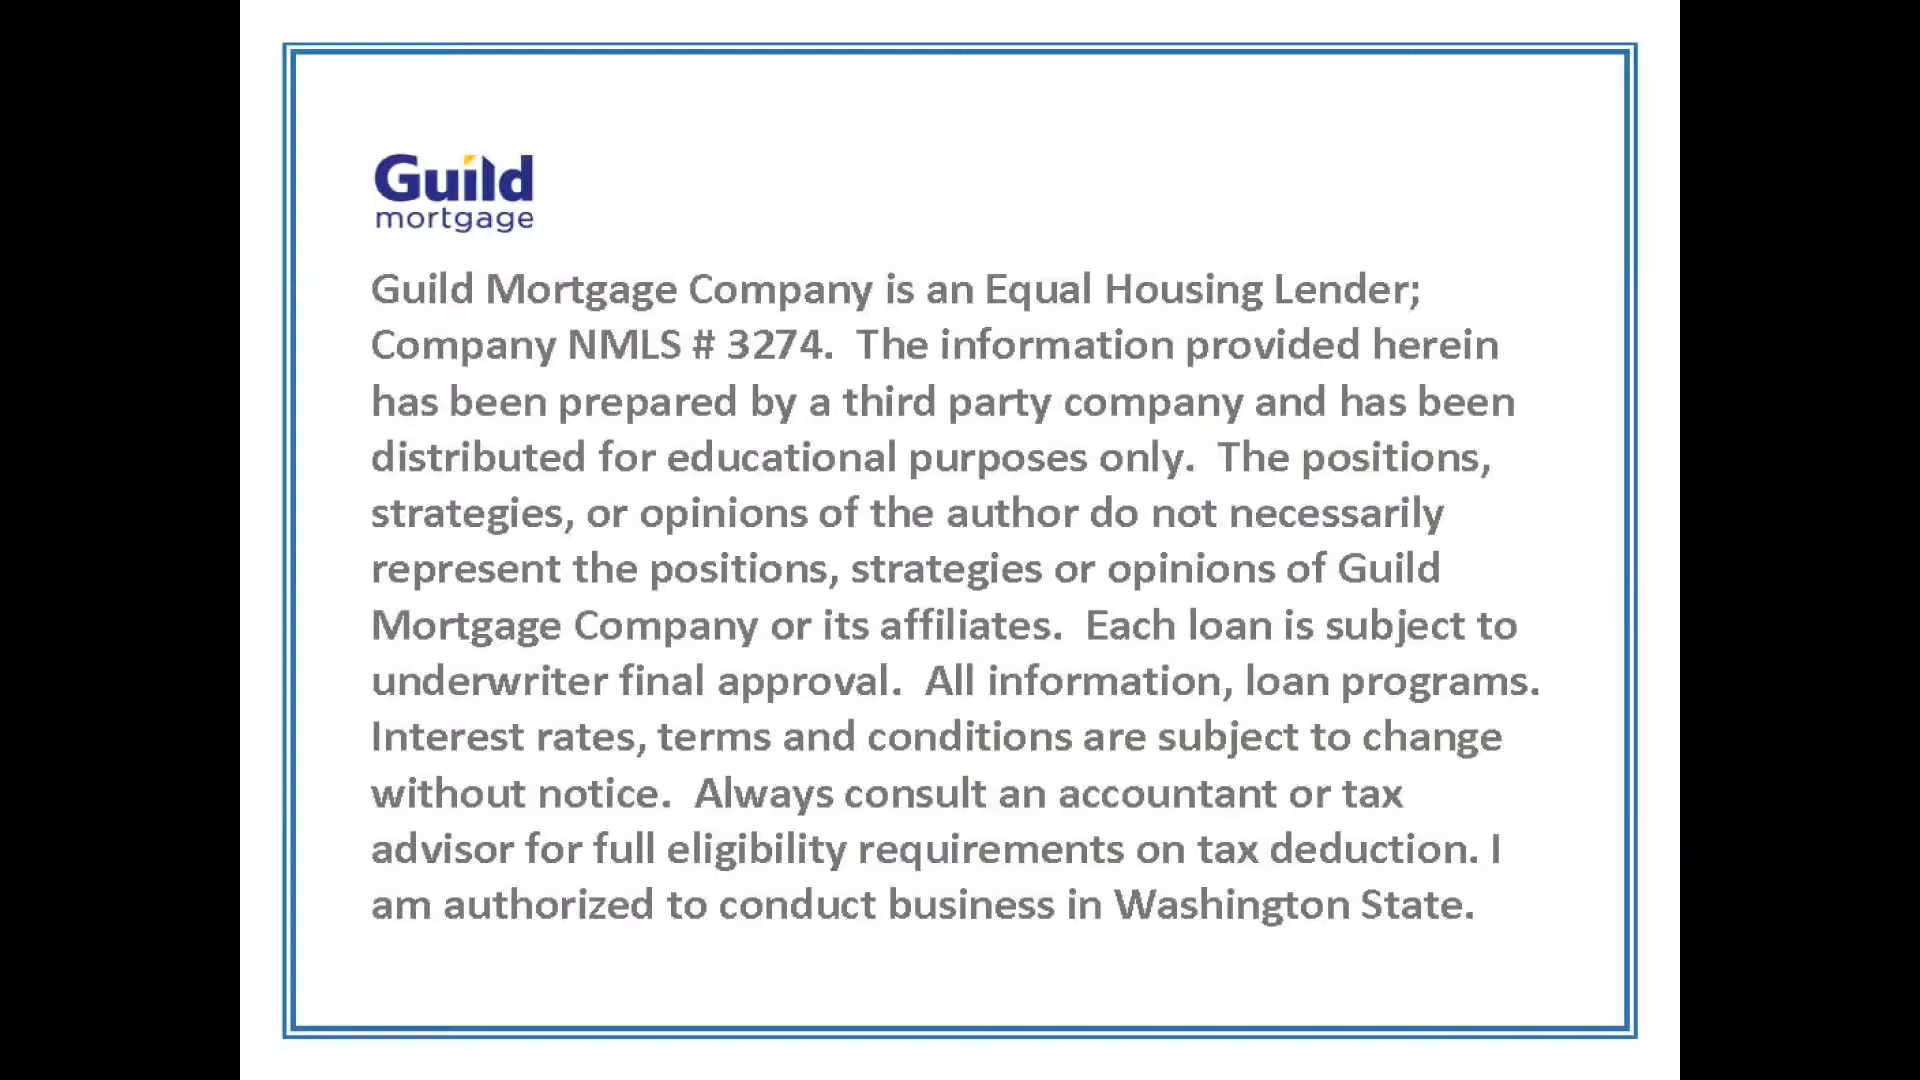 Guild
mortgage
Guild Mortgage Company is an Equal Housing Lender;
Company NMLS # 3274.  The information provided herein
has been prepared by a third party company and has been
distributed for educational purposes only.  The positions,
strategies, or opinions of the author do not necessarily
represent the positions, strategies or opinions of Guild
Mortgage Company or its affiliates.  Each loan is subject to
underwriter final approval.  All information, loan programs.
Interest rates, terms and conditions are subject to change
without notice.  Always consult an accountant or tax
advisor for full eligibility requirements on tax deduction. I
am authorized to conduct business in Washington State.